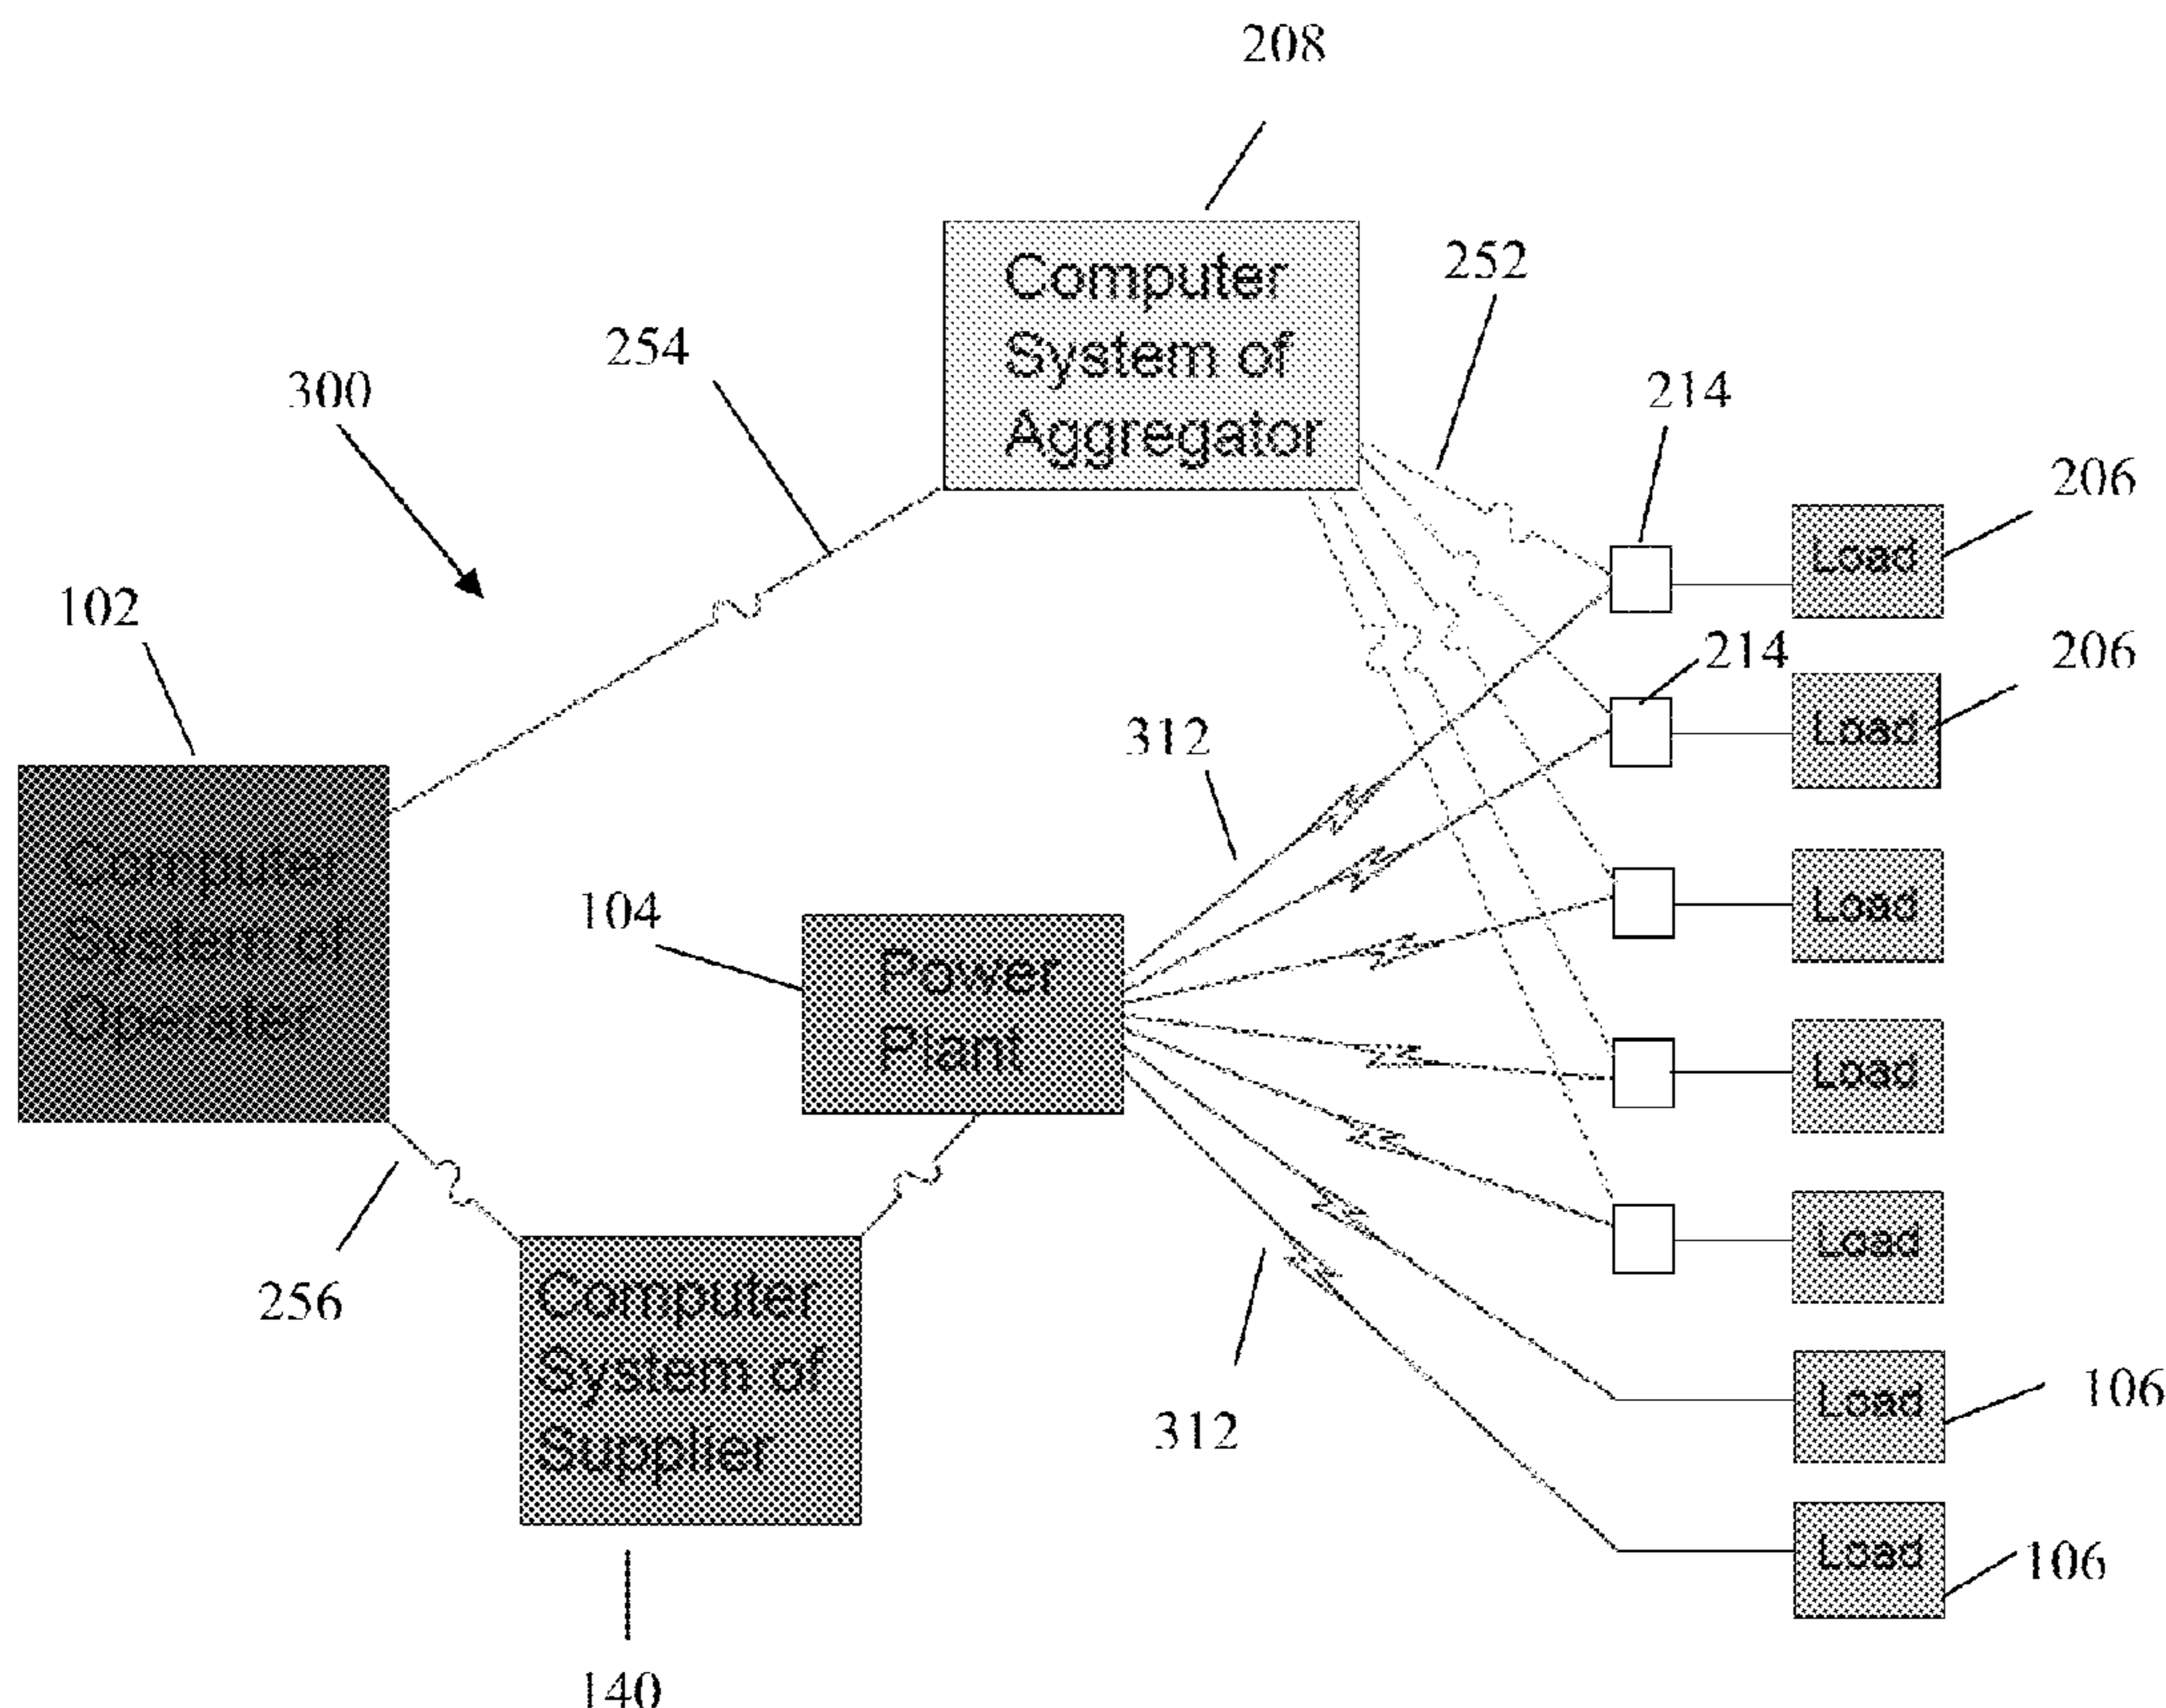 208
Computer
System of
Aggregator
252
254
300
214
206
Load
102
214
206
Load
312
Computer
System of
Operater
104
Power
Plant
Load
Load
Load
256
Computer
System of
Supplier
312
Load
106
Load
106
140